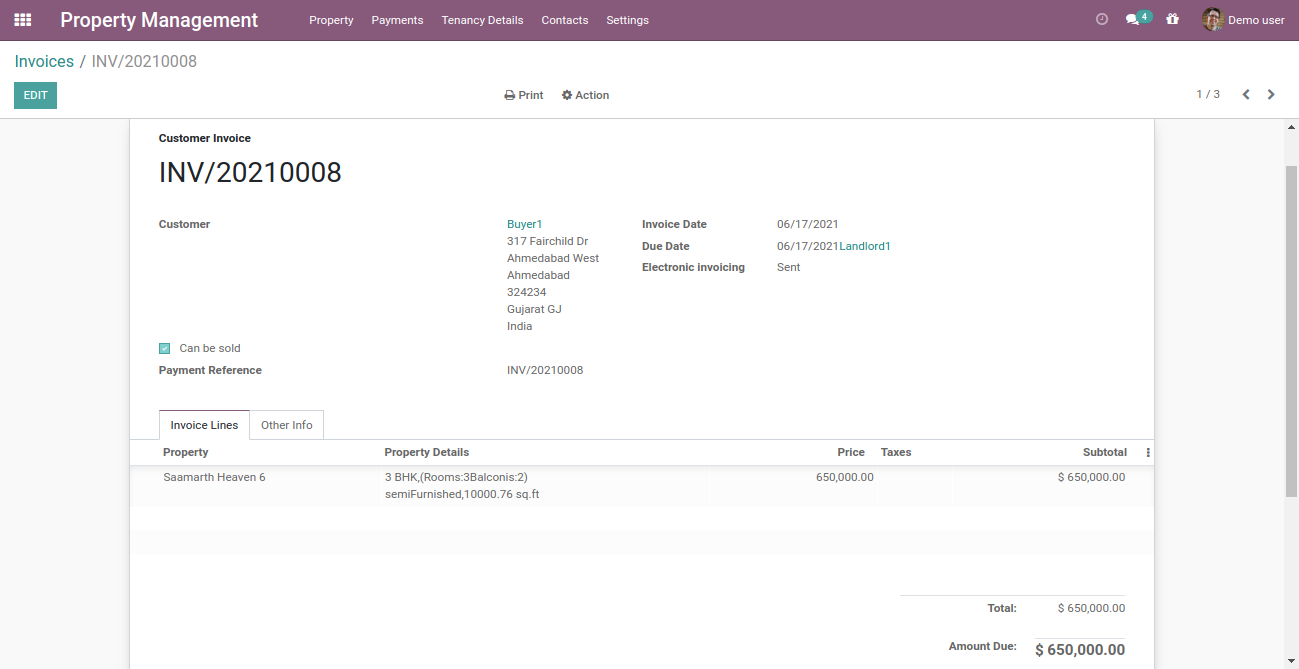 Property Management Property Payments Tenancy Details Contacts Settings 4 Demo user
Invoices / INV/20210008
EDIT Print Action 1 / 3
Customer Invoice
INV/20210008
Customer Buyer1 Invoice Date 06/17/2021
317 Fairchild Dr
Due Date 06/17/2021Landlord1
Ahmedabad West
Electronic invoicing Sent
Ahmedabad
324234
Gujarat GJ
India
Can be sold
Payment Reference INV/20210008
Invoice Lines Other Info
Property Property Details Price Taxes Subtotal
Saamarth Heaven 6 3 BHK,(Rooms:3Balconis:2) 650,000.00 $ 650,000.00
semiFurnished,10000.76 sq.ft
Total: $ 650,000.00
Amount Due: $ 650,000.00